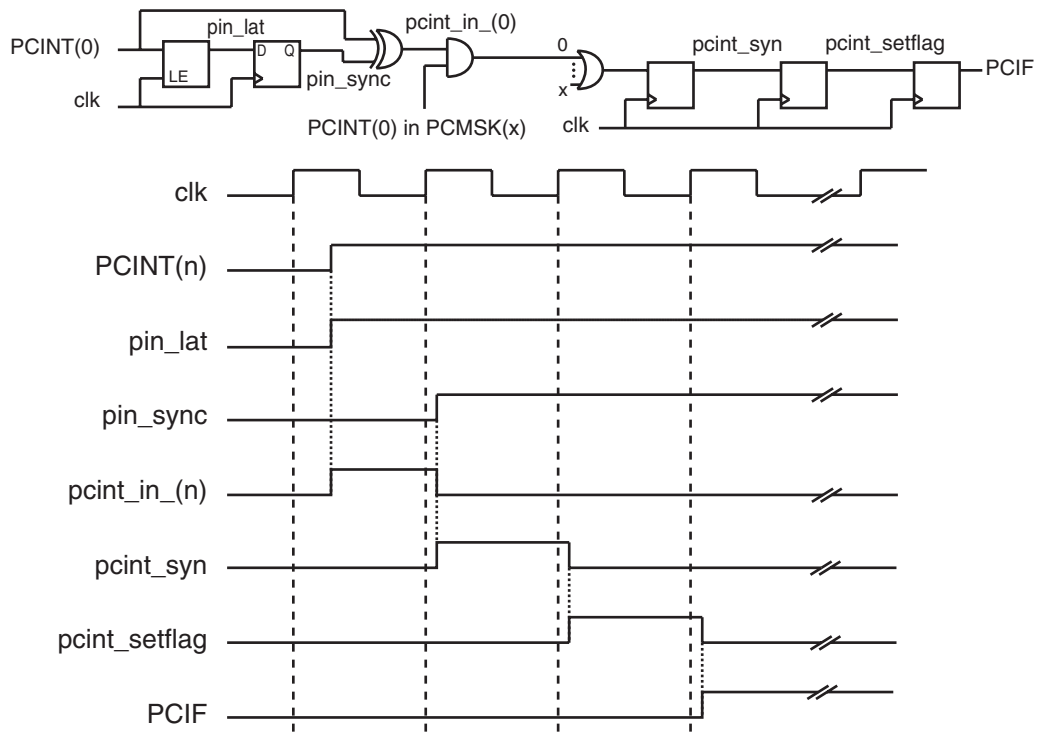 PCINT(0)
pin_lat
pcint_in_(0)
LE
D Q
pin_sync
clk
PCINT(0) in PCMSK(x)
0
x
clk
pcint_syn
pcint_setflag
PCIF
clk
PCINT(n)
pin_lat
pin_sync
pcint_in_(n)
pcint_syn
pcint_setflag
PCIF